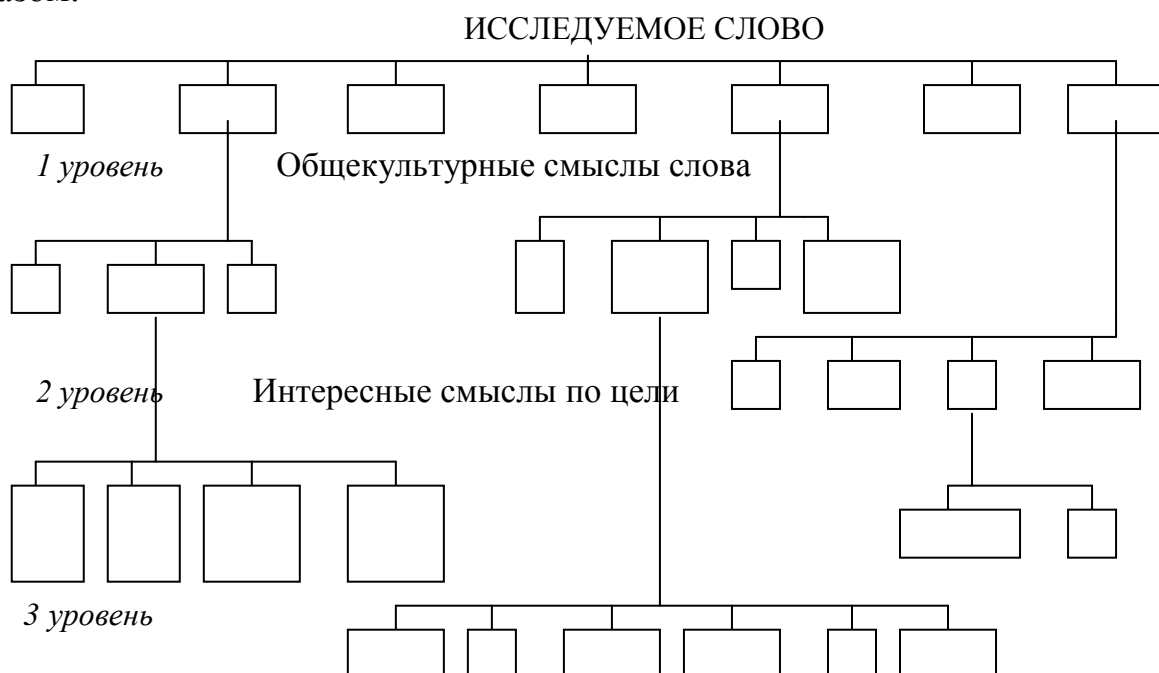 ИССЛЕДУЕМОЕ СЛОВО
1 уровень Общекультурные смыслы слова
2 уровень Интересные смыслы по цели
3 уровень